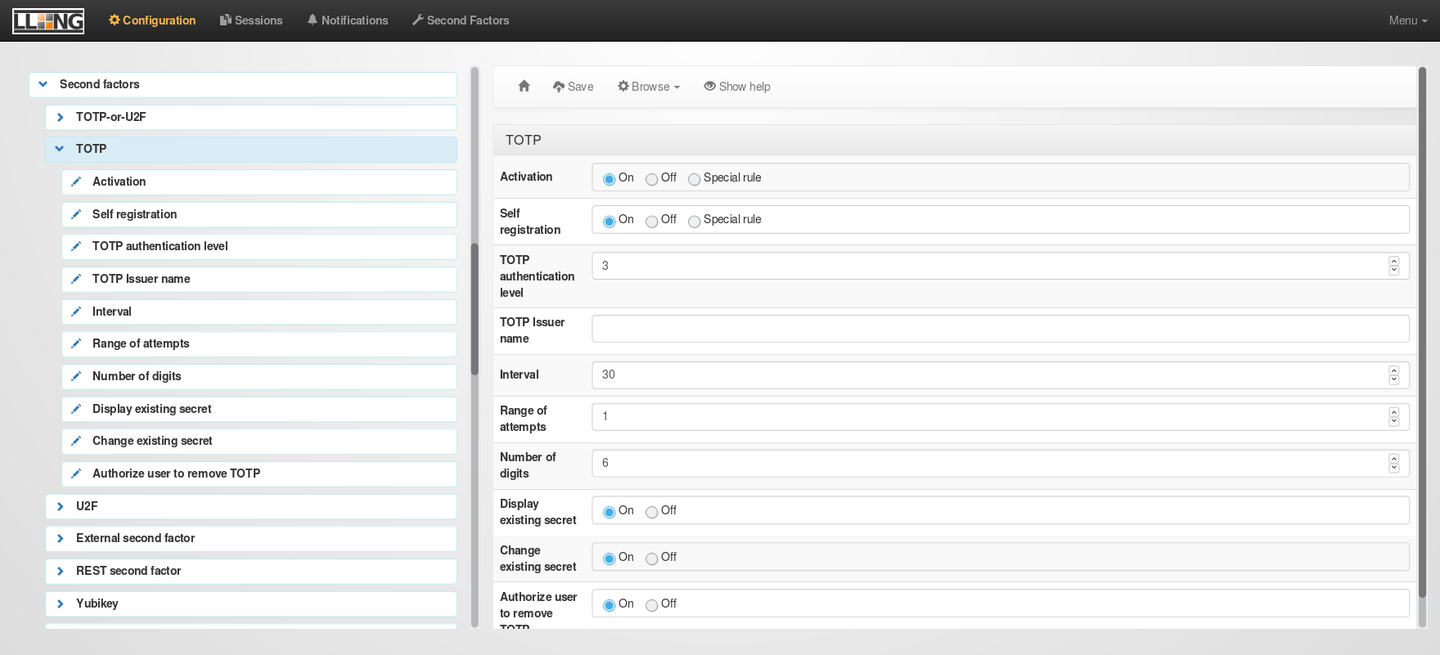 LL NG
Configuration
Sessions
Notifications
Second Factors
Menu
Second factors
TOTP-or-U2F
TOTP
Activation
Self registration
TOTP authentication level
TOTP Issuer name
Interval
Range of attempts
Number of digits
Display existing secret
Change existing secret
Authorize user to remove TOTP
U2F
External second factor
REST second factor
Yubikey
Save
Browse
Show help
TOTP
Activation
On Off Special rule
Self
registration
On Off Special rule
TOTP
authentication
level
3
TOTP Issuer
name
Interval
30
Range of
attempts
1
Number of
digits
6
Display
existing secret
On Off
Change
existing secret
On Off
Authorize user
to remove
TOTP
On Off